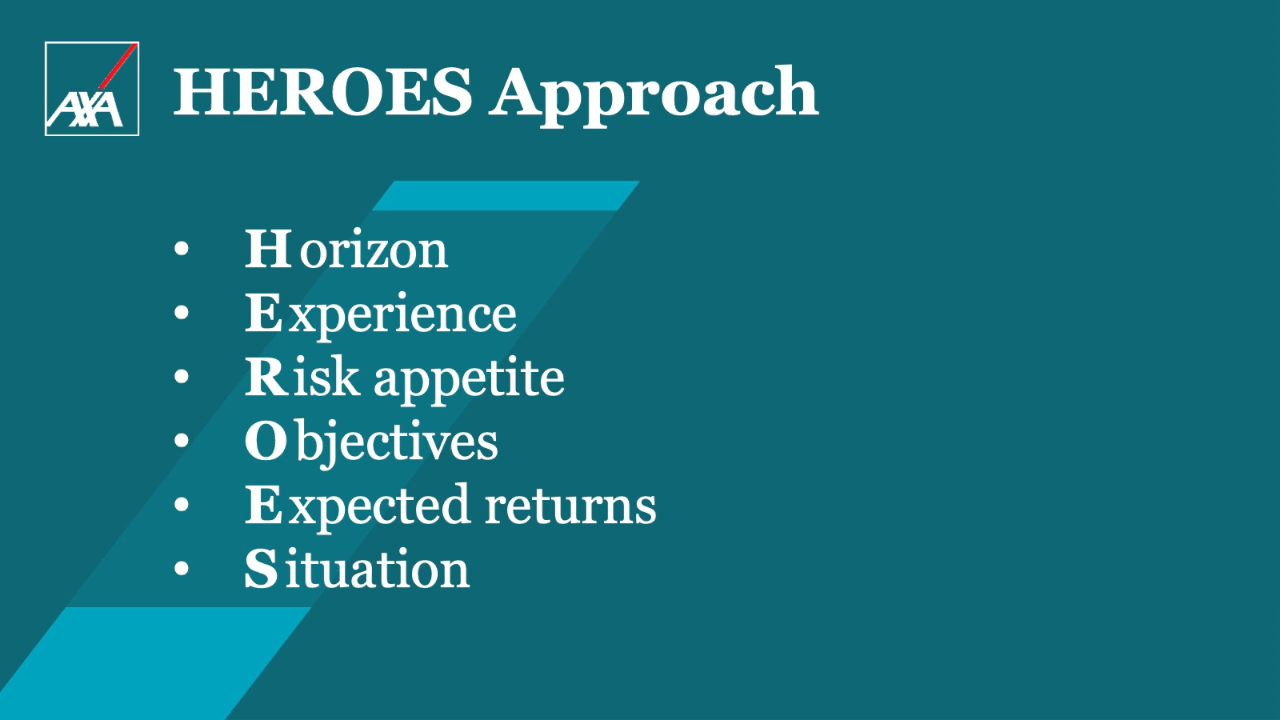 AXA
HEROES Approach
• Horizon
• Experience
• Risk appetite
• Objectives
• Expected returns
• Situation